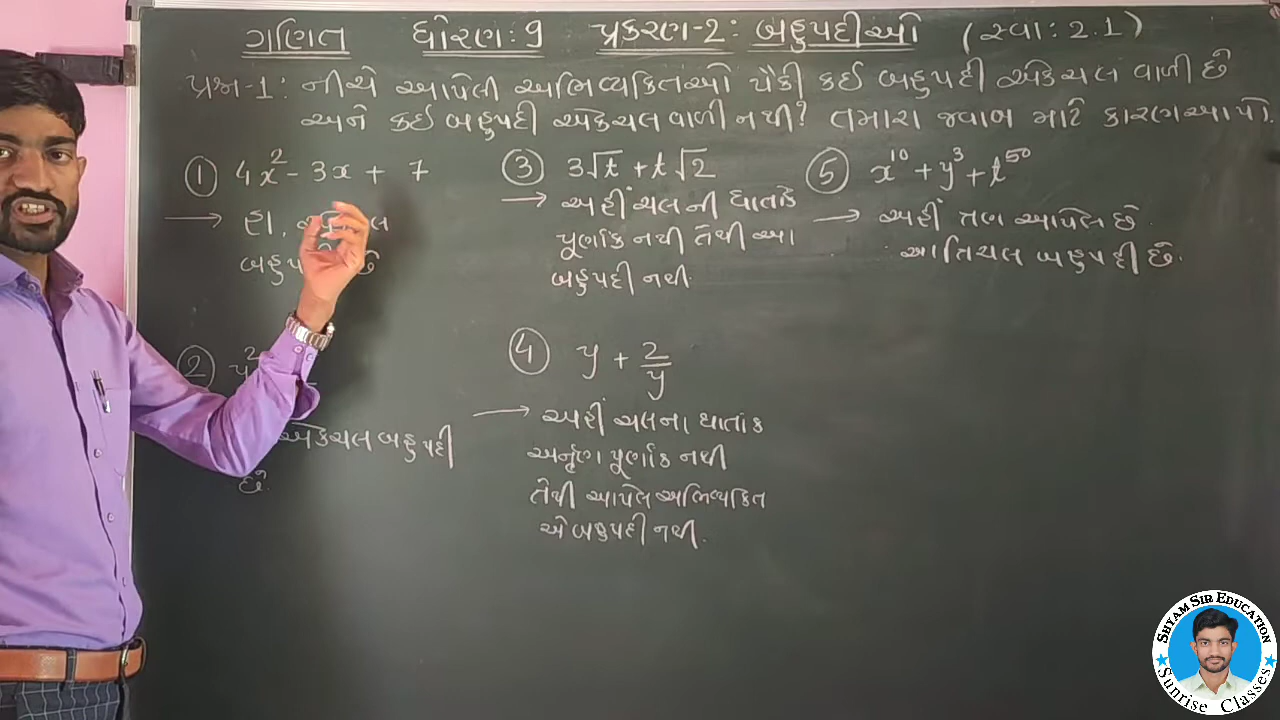 ગણિત ધોરણ : 9 પ્રકરણ-2 : બહુપદીઓ (સ્વા : 2.1)
પ્રશ્ન-1 : નીચે આપેલી અભિવ્યક્તિઓ પૈકી કઈ બહુપદી એકચલ વાળી છે
અને કઈ બહુપદી એકચલ વાળી નથી? તમારા જવાબ માટે કારણ આપો.
① 4x² - 3x + 7
→ હા,
છે
② y²
એકચલ બહુપદી
છે.
③ 3√t + t√2
→ અહીં ચલની ઘાતાંક
પૂર્ણાંક નથી તેથી આ
બહુપદી નથી.
④ y + 2/y
→ અહીં ચલના ઘાતાંક
અનૃણ પૂર્ણાંક નથી
તેથી આપેલ અભિવ્યક્તિ
એ બહુપદી નથી.
⑤ x¹⁰ + y³ + t⁵⁰
→ અહીં ત્રણ આપેલ છે
આ ત્રિચલ બહુપદી છે.
SHYAM SIR EDUCATION
Sunrise Classes